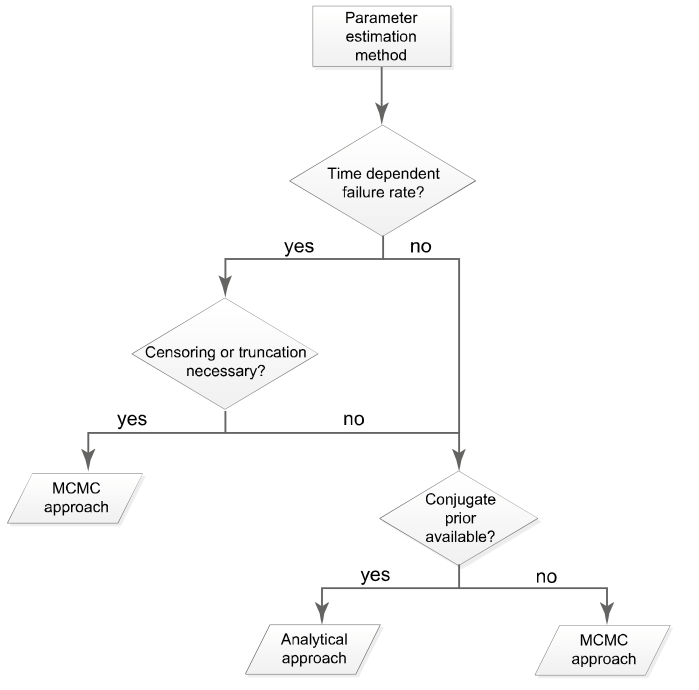 Parameter
estimation
method
Time dependent
failure rate?
yes
no
Censoring or truncation
necessary?
yes
no
MCMC
approach
Conjugate
prior
available?
yes
no
Analytical
approach
MCMC
approach